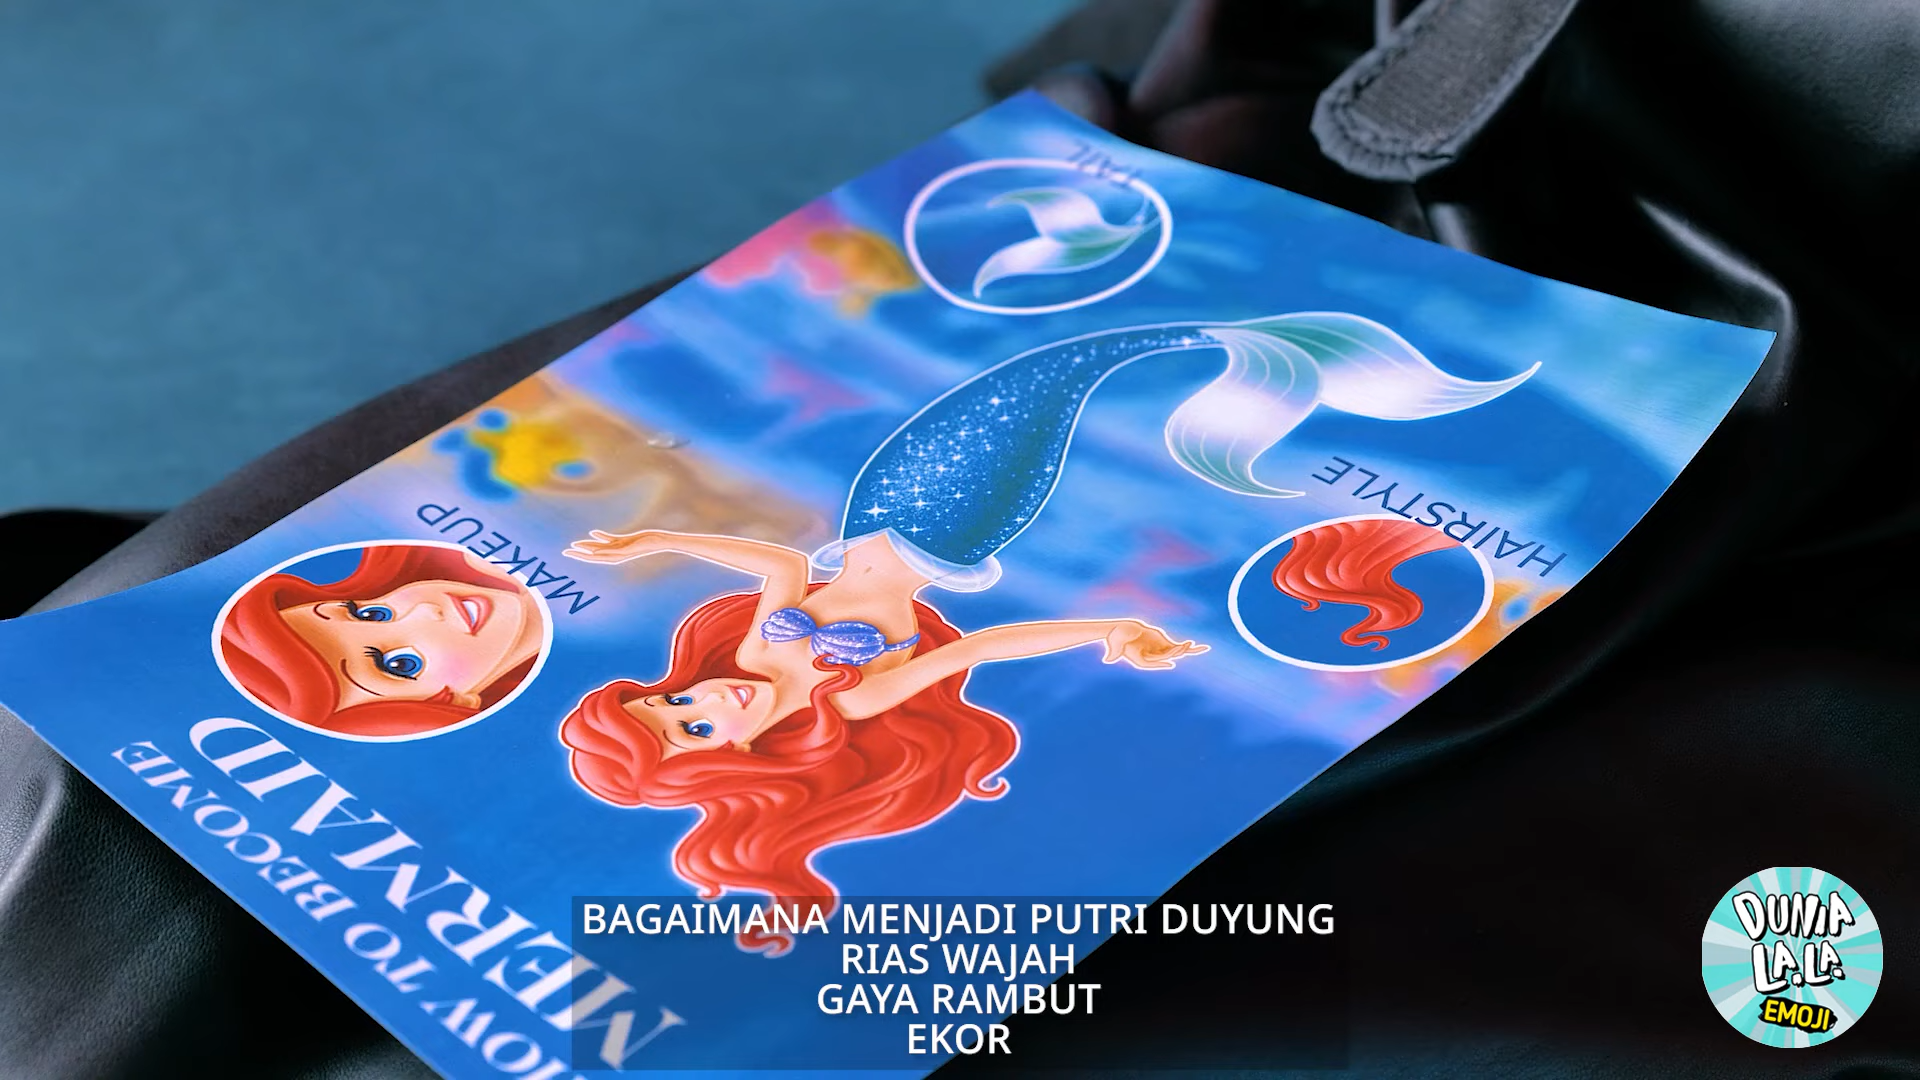 HOW TO BECOME
MERMAID
MAKEUP
HAIRSTYLE
TAIL
BAGAIMANA MENJADI PUTRI DUYUNG
RIAS WAJAH
GAYA RAMBUT
EKOR
DUNIA
LA.LA.
EMOJI